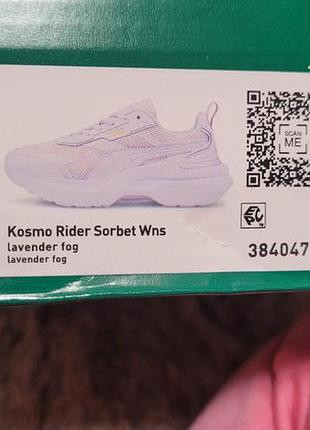 SCAN
ME
Kosmo Rider Sorbet Wns
lavender fog
lavender fog
384047